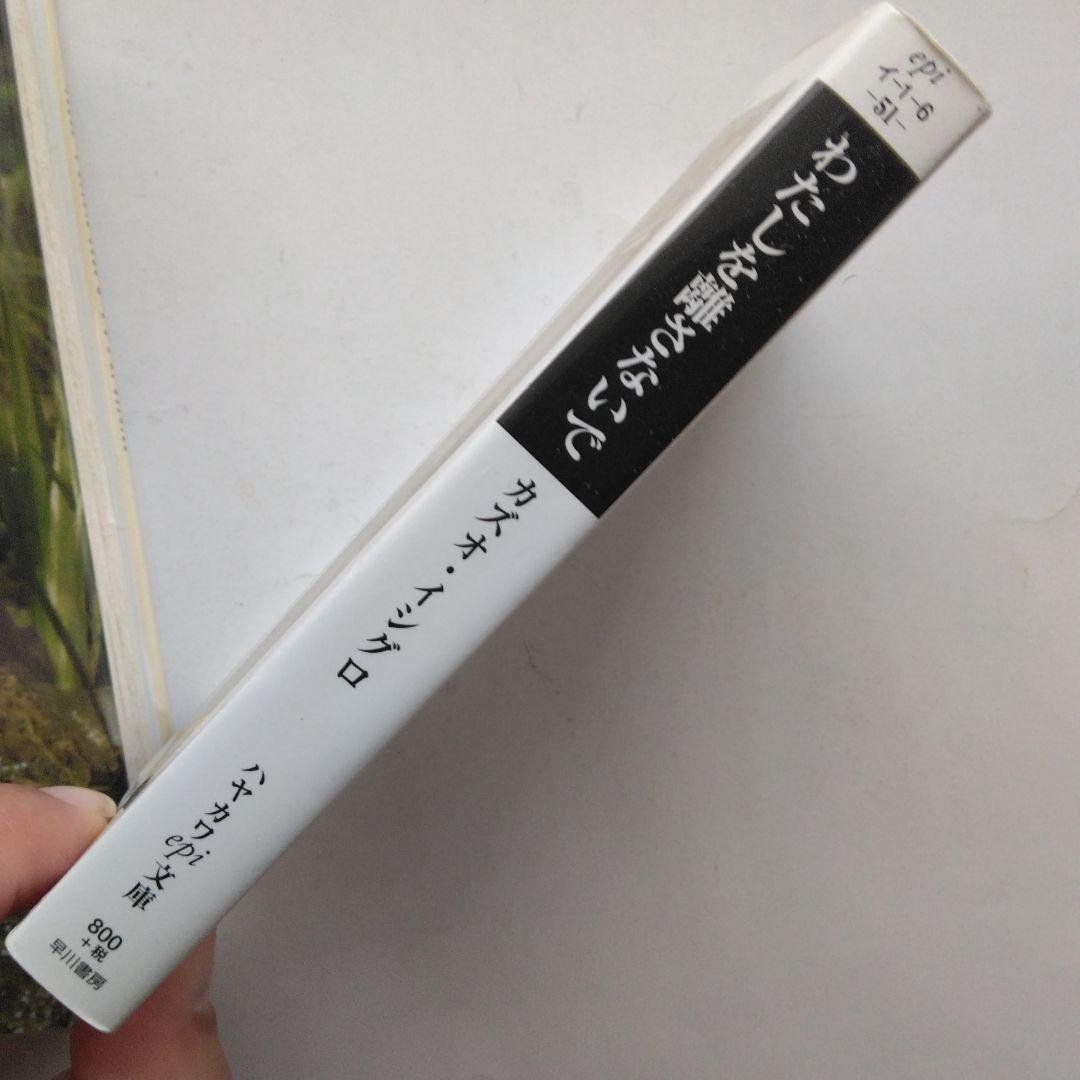 epi
イ-1-6
-51-
わたしを離さないで
カズオ・イシグロ
ハヤカワepi文庫
800
+税
早川書房